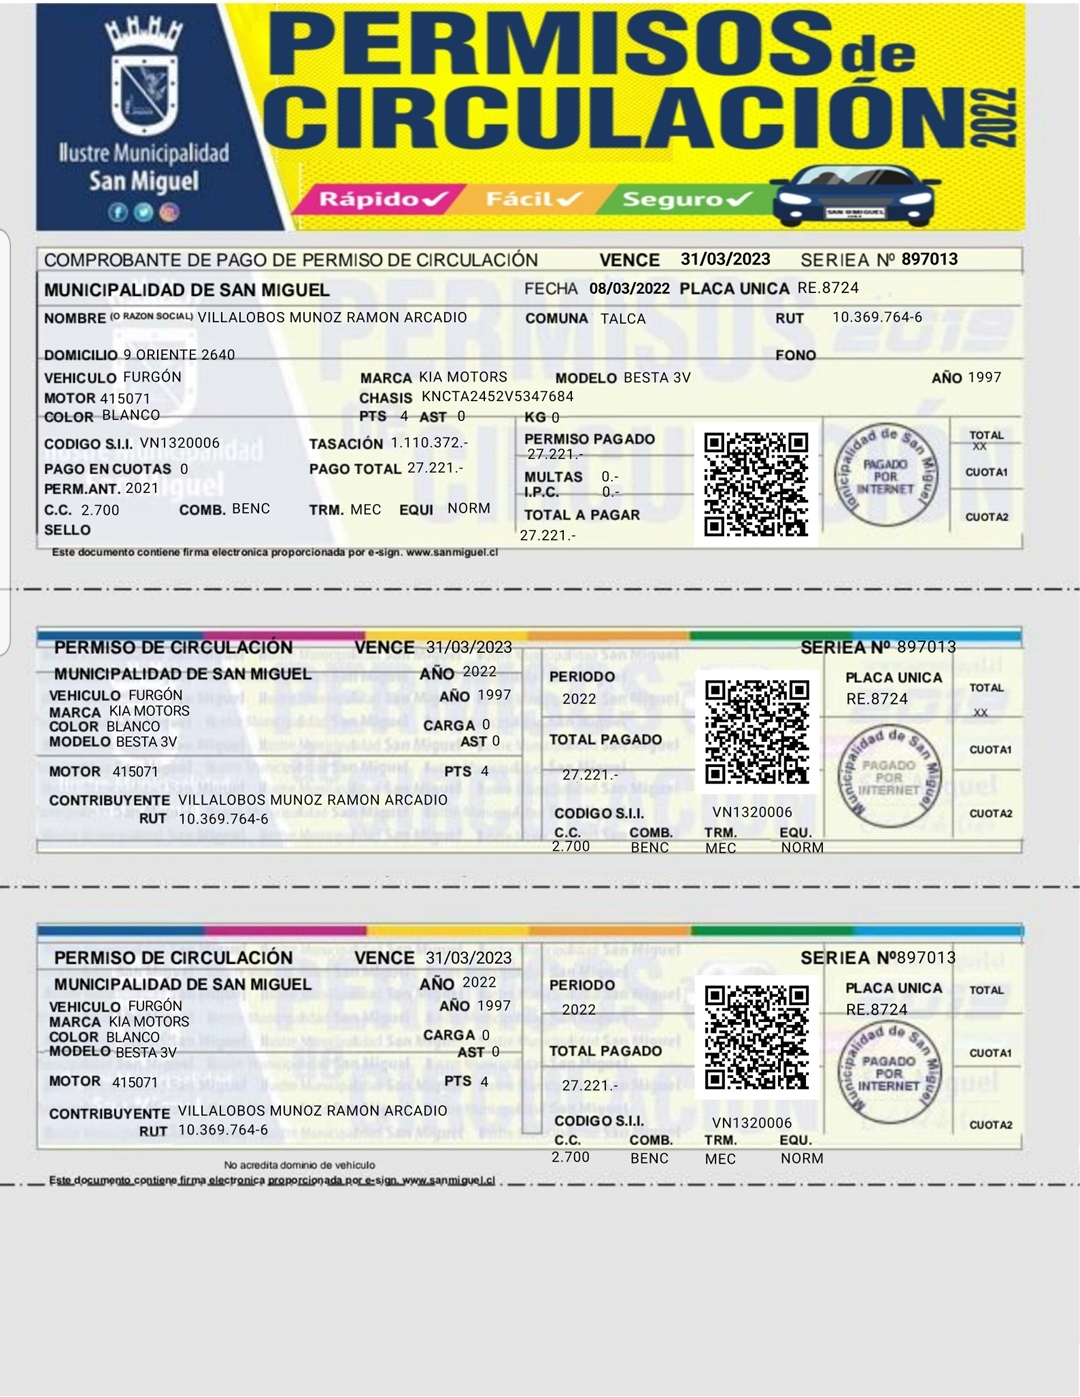 PERMISOS de
CIRCULACIÓN 2022
Ilustre Municipalidad
San Miguel
Rápido✓ Fácil✓ Seguro✓
SAN MIGUEL
COMPROBANTE DE PAGO DE PERMISO DE CIRCULACIÓN VENCE 31/03/2023 SERIEA Nº 897013
MUNICIPALIDAD DE SAN MIGUEL FECHA 08/03/2022 PLACA UNICA RE.8724
NOMBRE (O RAZON SOCIAL) VILLALOBOS MUNOZ RAMON ARCADIO COMUNA TALCA RUT 10.369.764-6
DOMICILIO 9 ORIENTE 2640 FONO
VEHICULO FURGÓN MARCA KIA MOTORS MODELO BESTA 3V AÑO 1997
MOTOR 415071 CHASIS KNCTA2452V5347684
COLOR BLANCO PTS 4 AST 0 KG 0
CODIGO S.I.I. VN1320006 TASACIÓN 1.110.372.- PERMISO PAGADO TOTAL
27.221.- XX
PAGO EN CUOTAS 0 PAGO TOTAL 27.221.- MULTAS 0.- CUOTA1
PERM.ANT. 2021 I.P.C. 0.-
C.C. 2.700 COMB. BENC TRM. MEC EQUI NORM TOTAL A PAGAR CUOTA2
SELLO 27.221.-
Municipalidad de San Miguel
PAGADO
POR
INTERNET
Este documento contiene firma electronica proporcionada por e-sign. www.sanmiguel.cl
PERMISO DE CIRCULACIÓN VENCE 31/03/2023 SERIEA Nº 897013
MUNICIPALIDAD DE SAN MIGUEL AÑO 2022 PERIODO PLACA UNICA
VEHICULO FURGÓN AÑO 1997 2022 RE.8724 TOTAL
MARCA KIA MOTORS XX
COLOR BLANCO CARGA 0
MODELO BESTA 3V AST 0 TOTAL PAGADO CUOTA1
MOTOR 415071 PTS 4 27.221.-
Municipalidad de San Miguel
PAGADO
POR
INTERNET
CONTRIBUYENTE VILLALOBOS MUNOZ RAMON ARCADIO
RUT 10.369.764-6 CODIGO S.I.I. VN1320006 CUOTA2
C.C. COMB. TRM. EQU.
2.700 BENC MEC NORM
PERMISO DE CIRCULACIÓN VENCE 31/03/2023 SERIEA Nº897013
MUNICIPALIDAD DE SAN MIGUEL AÑO 2022 PERIODO PLACA UNICA TOTAL
VEHICULO FURGÓN AÑO 1997 2022 RE.8724
MARCA KIA MOTORS
COLOR BLANCO CARGA 0
MODELO BESTA 3V AST 0 TOTAL PAGADO CUOTA1
MOTOR 415071 PTS 4 27.221.-
Municipalidad de San Miguel
PAGADO
POR
INTERNET
CONTRIBUYENTE VILLALOBOS MUNOZ RAMON ARCADIO
RUT 10.369.764-6 CODIGO S.I.I. VN1320006 CUOTA2
C.C. COMB. TRM. EQU.
2.700 BENC MEC NORM
No acredita dominio de vehículo
Este documento contiene firma electronica proporcionada por e-sign. www.sanmiguel.cl